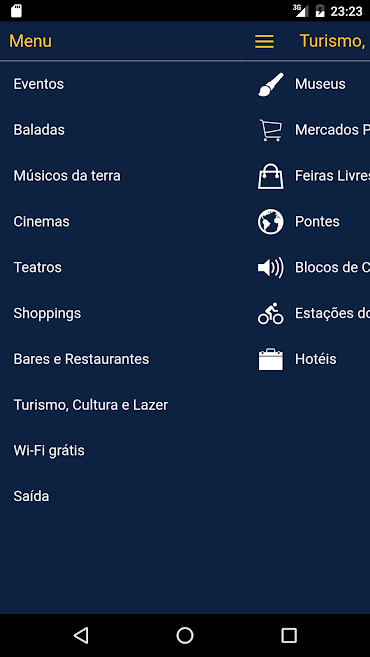 3G 23:23
Menu
Eventos
Baladas
Músicos da terra
Cinemas
Teatros
Shoppings
Bares e Restaurantes
Turismo, Cultura e Lazer
Wi-Fi grátis
Saída
Turismo,
Museus
Mercados P
Feiras Livres
Pontes
Blocos de C
Estações do
Hotéis